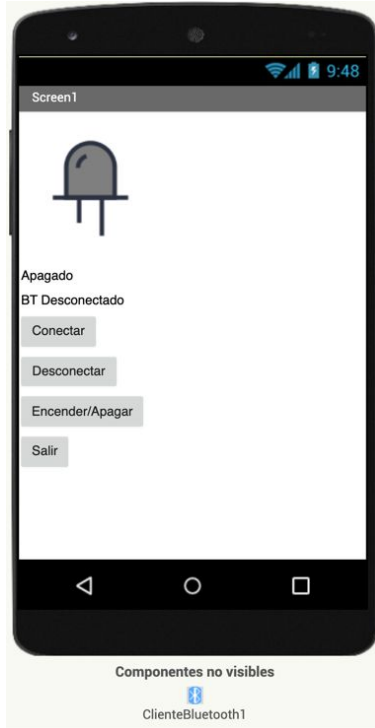 9:48
Screen1
Apagado
BT Desconectado
Conectar
Desconectar
Encender/Apagar
Salir
Componentes no visibles
ClienteBluetooth1